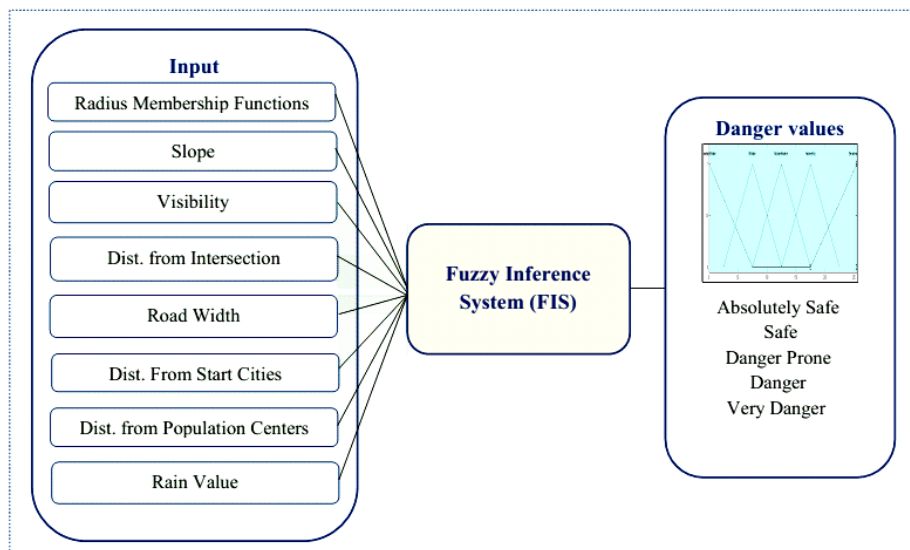 Input
Radius Membership Functions
Slope
Visibility
Dist. from Intersection
Road Width
Dist. From Start Cities
Dist. from Population Centers
Rain Value
Fuzzy Inference
System (FIS)
Danger values
Absolutely Safe
Safe
Danger Prone
Danger
Very Danger